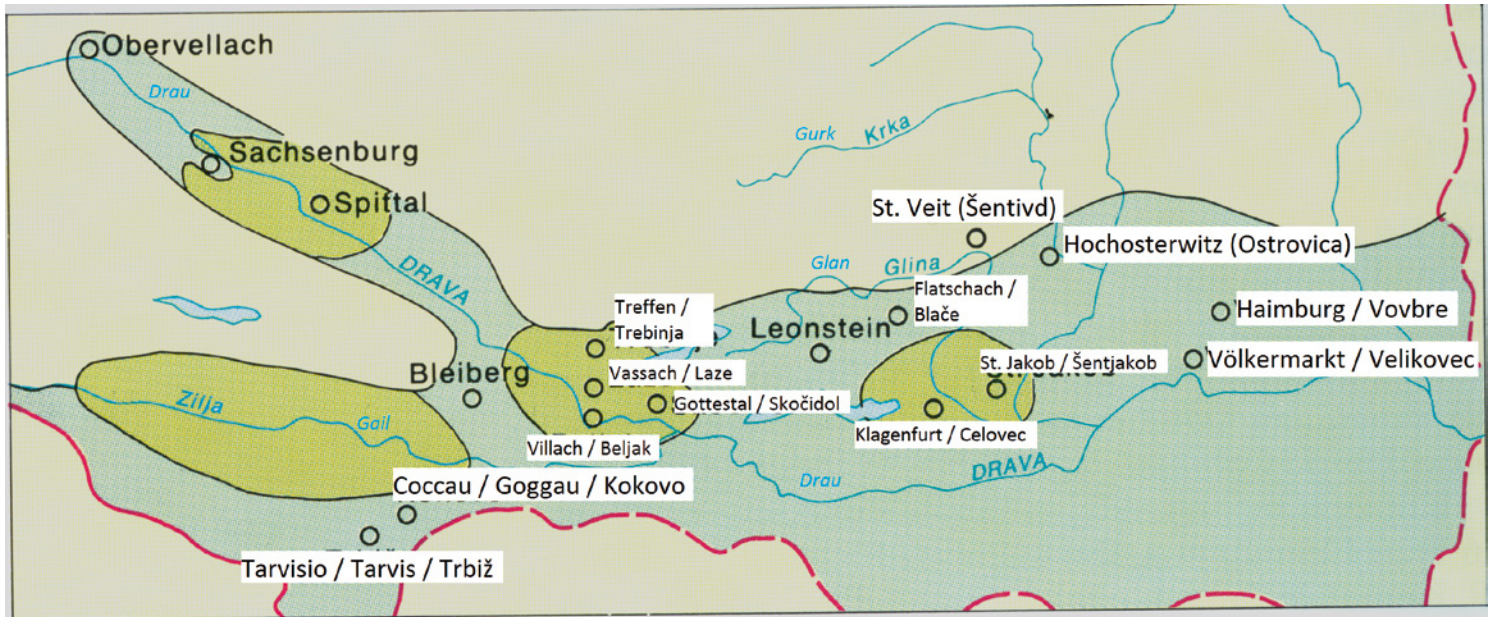 Obervellach
Drau
Sachsenburg
Spiftal
Gurk
Krka
St. Veit (Šentivd)
Hochosterwitz (Ostrovica)
DRAVA
Glan
Glina
Treffen /
Trebinja
Flatschach /
Blače
Haimburg / Vovbre
Leonstein
Bleiberg
Vassach / Laze
St. Jakob / Šentjakob
Völkermarkt / Velikovec
Zilja
Gail
Gottestal / Skočidol
Villach / Beljak
Klagenfurt / Celovec
Drau
DRAVA
Coccau / Goggau / Kokovo
Tarvisio / Tarvis / Trbiž